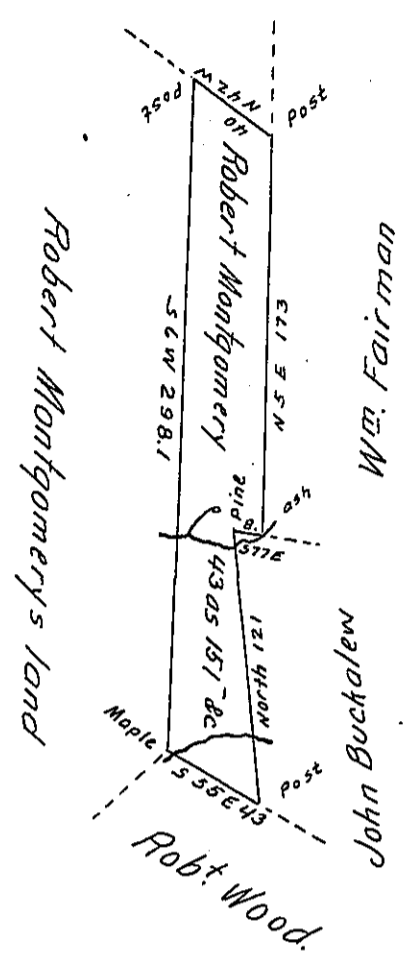 post
N 42 W
40
post
Robert Montgomery
S 6 W 298.1
N 5 E 173
Wm. Fairman
Robert Montgomerys land
pine
8.
ash
S 77 E
43 as 151 - &c
North 121
John Buckalew
Maple
S 55 E 43
post
Robt Wood.